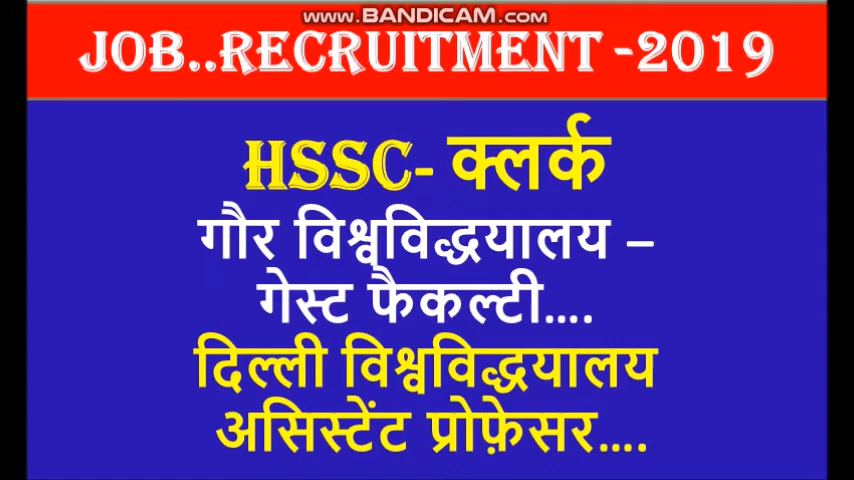 www.BANDICAM.com
JOB..RECRUITMENT -2019
HSSC- क्लर्क
गौर विश्वविद्धयालय –
गेस्ट फैकल्टी....
दिल्ली विश्वविद्धयालय
असिस्टेंट प्रोफ़ेसर....